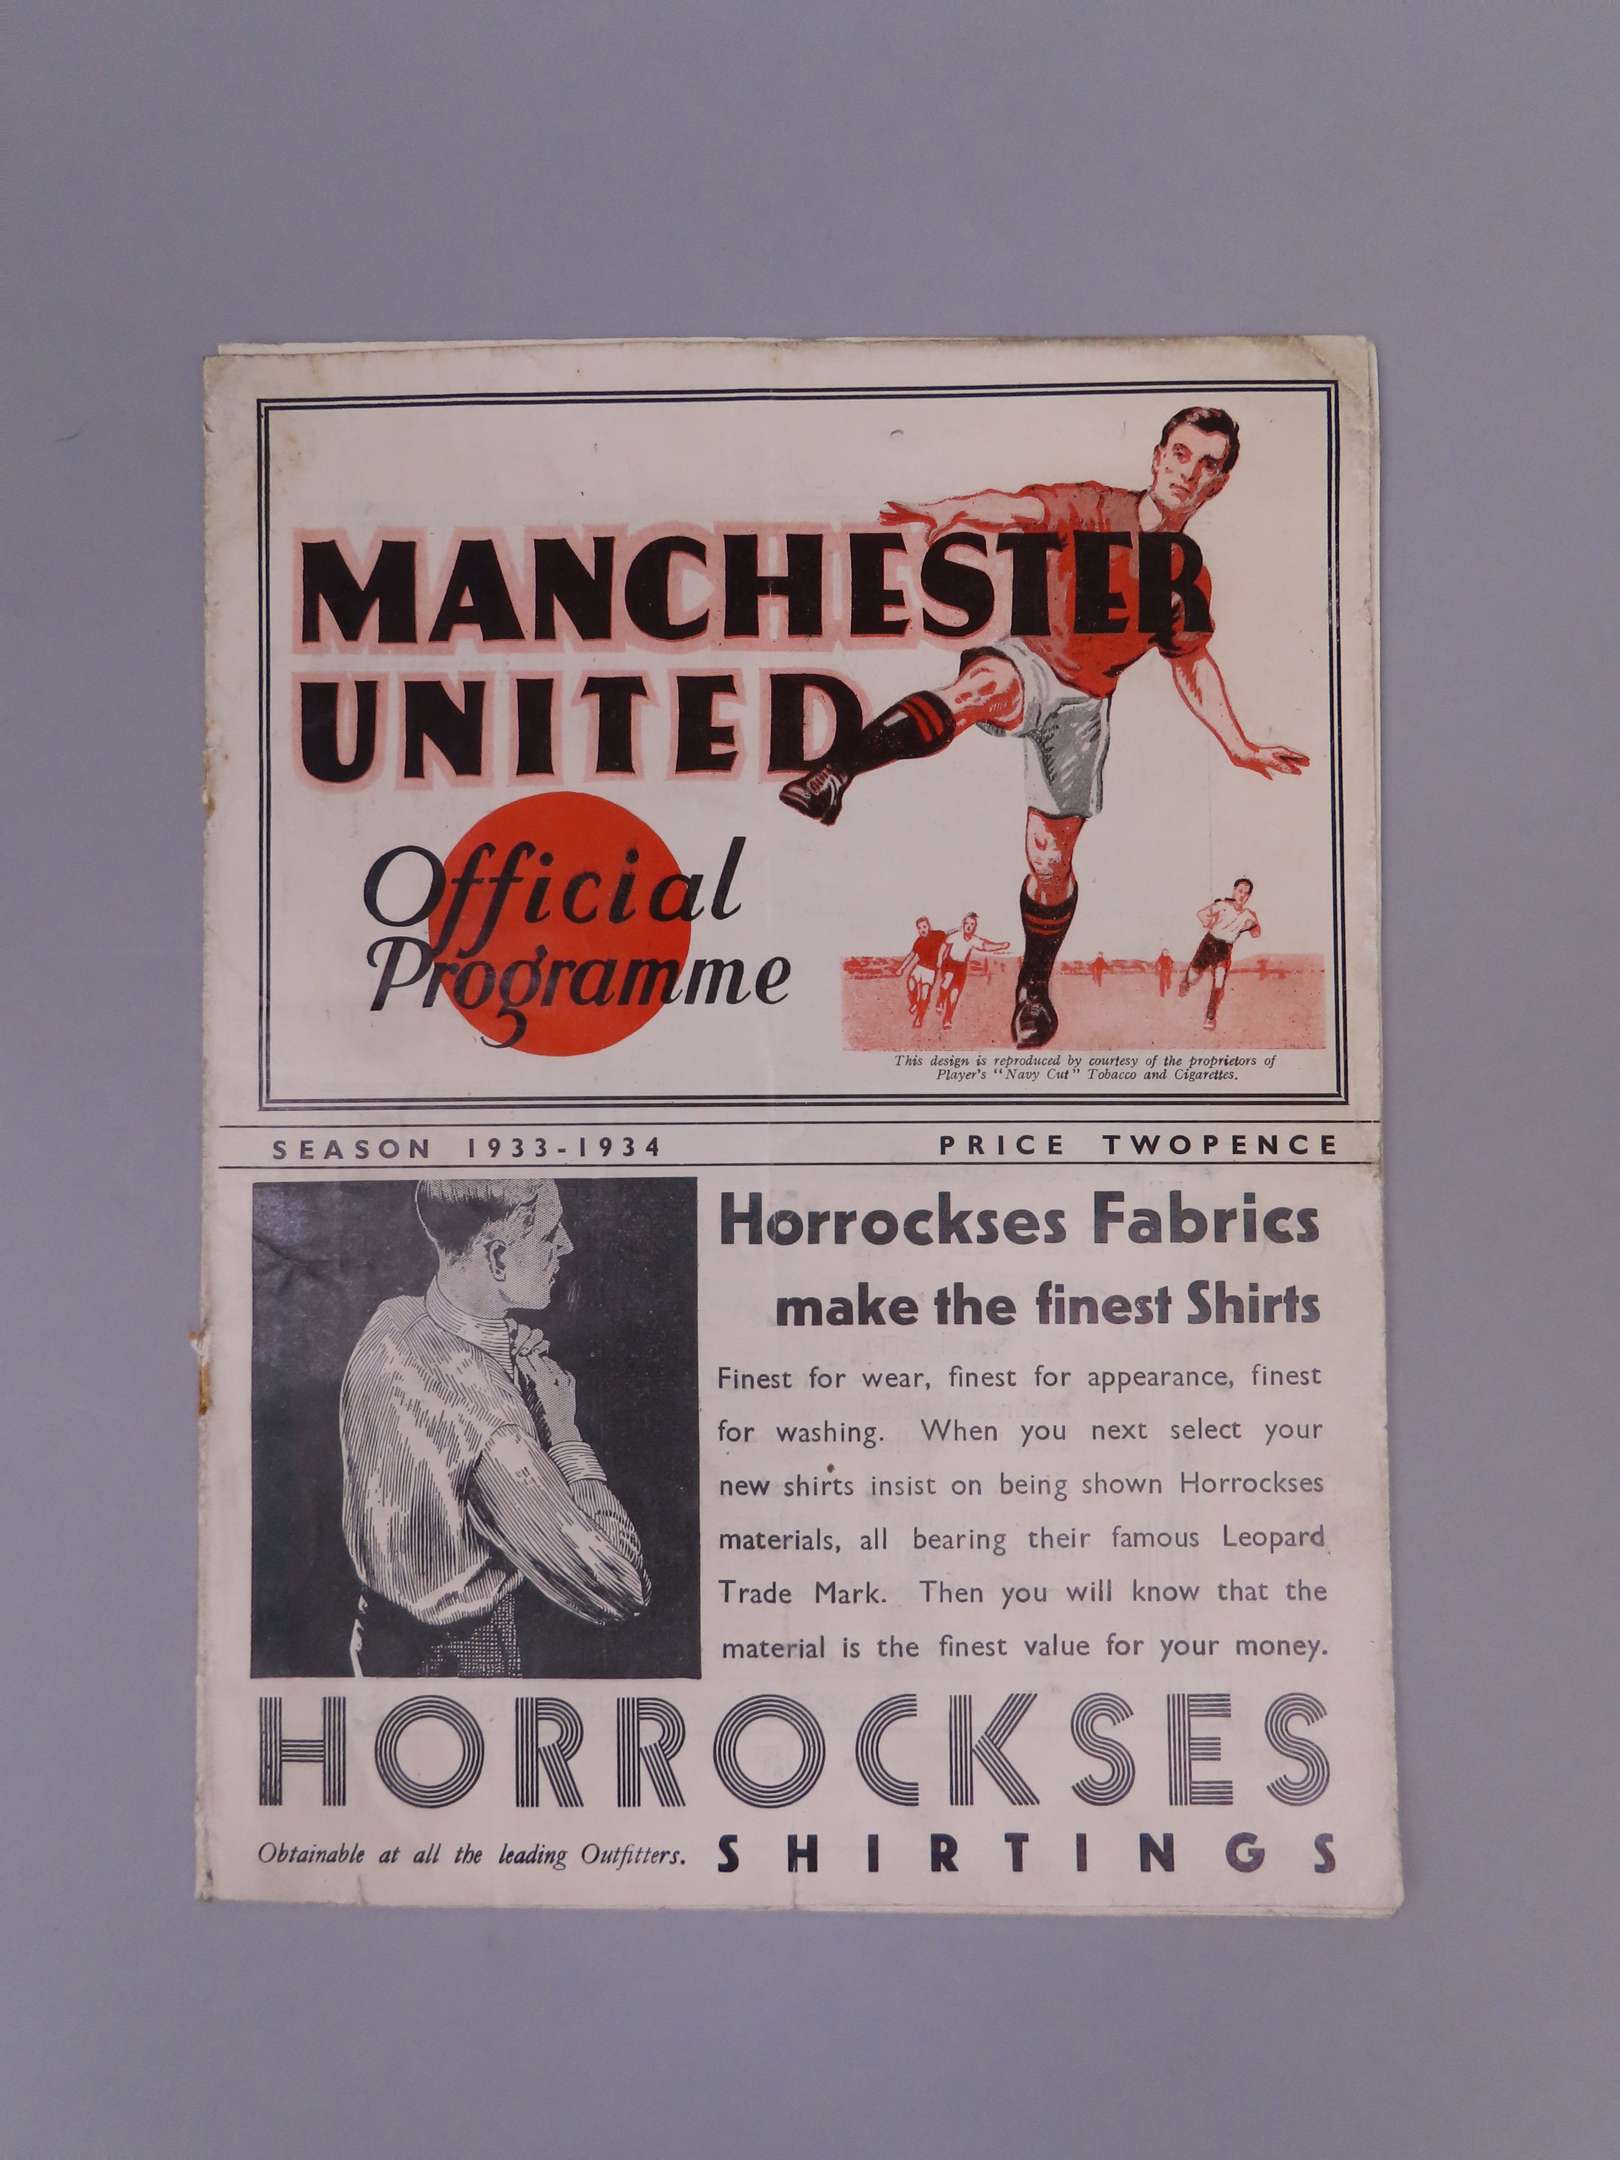 MANCHESTER
UNITED
Official
Programme
This design is reproduced by courtesy of the proprietors of
Player's "Navy Cut" Tobacco and Cigarettes.
SEASON 1933-1934
PRICE TWOPENCE
Horrockses Fabrics
make the finest Shirts
Finest for wear, finest for appearance, finest
for washing. When you next select your
new shirts insist on being shown Horrockses
materials, all bearing their famous Leopard
Trade Mark. Then you will know that the
material is the finest value for your money.
HORROCKSES
Obtainable at all the leading Outfitters.
SHIRTINGS